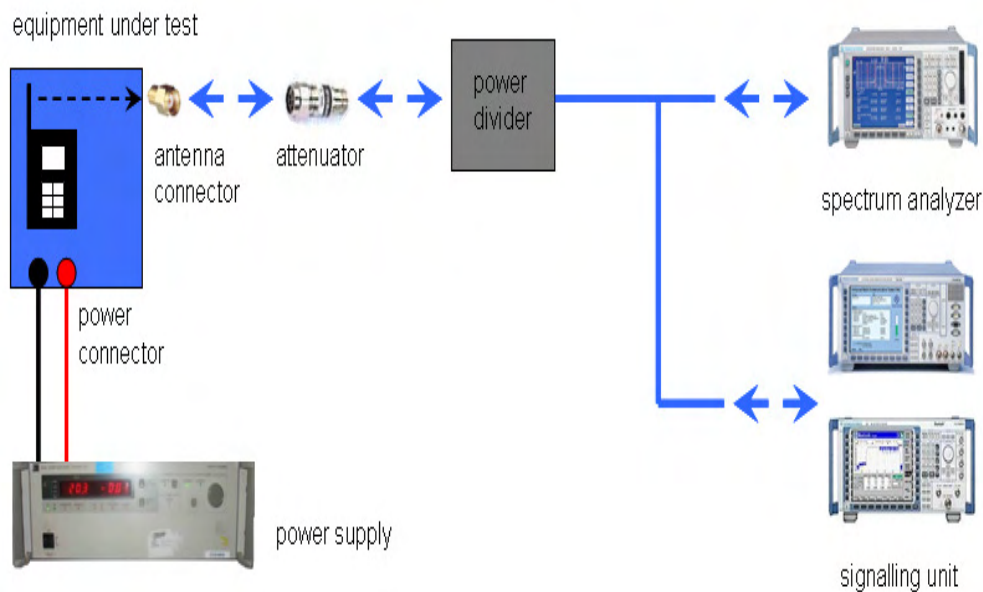 equipment under test
antenna
connector
attenuator
power
divider
spectrum analyzer
power
connector
power supply
signalling unit